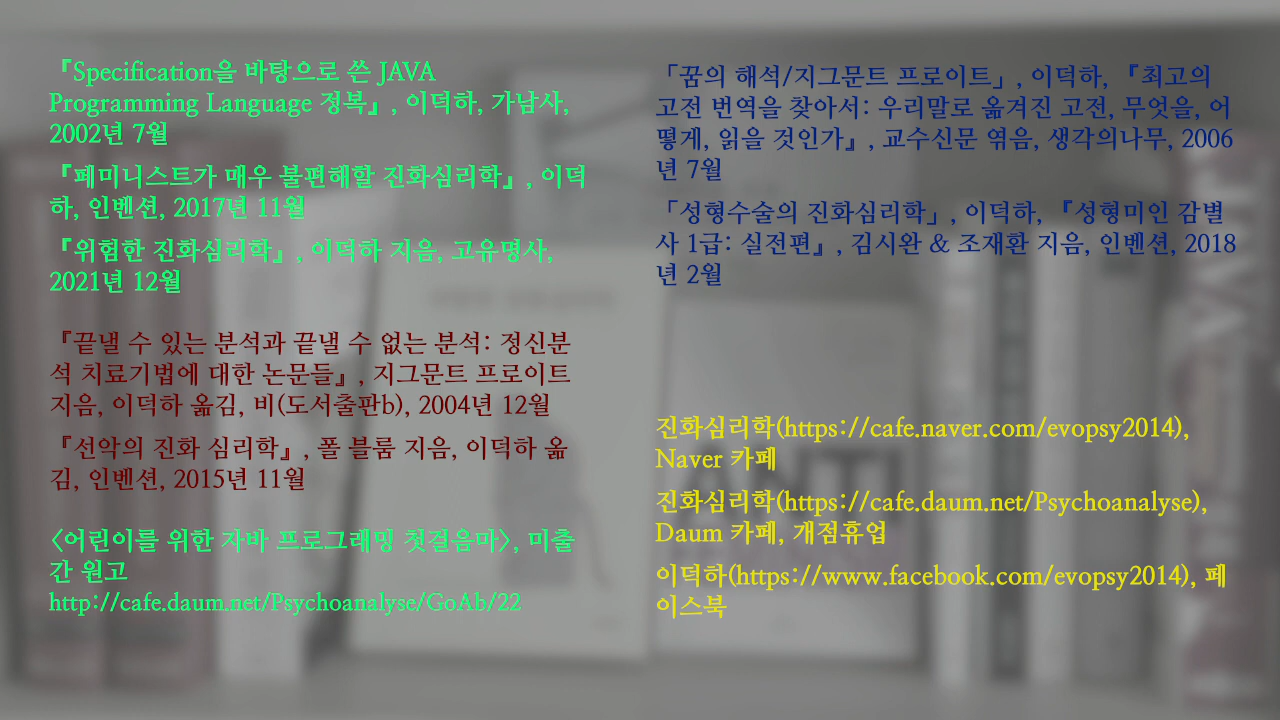 『Specification을 바탕으로 쓴 JAVA
Programming Language 정복』, 이덕하, 가남사,
2002년 7월
『페미니스트가 매우 불편해할 진화심리학』, 이덕
하, 인벤션, 2017년 11월
『위험한 진화심리학』, 이덕하 지음, 고유명사,
2021년 12월
『끝낼 수 있는 분석과 끝낼 수 없는 분석: 정신분
석 치료기법에 대한 논문들』, 지그문트 프로이트
지음, 이덕하 옮김, 비(도서출판b), 2004년 12월
『선악의 진화 심리학』, 폴 블룸 지음, 이덕하 옮
김, 인벤션, 2015년 11월
<어린이를 위한 자바 프로그래밍 첫걸음마>, 미출
간 원고
http://cafe.daum.net/Psychoanalyse/GoAb/22
「꿈의 해석/지그문트 프로이트」, 이덕하, 『최고의
고전 번역을 찾아서: 우리말로 옮겨진 고전, 무엇을, 어
떻게, 읽을 것인가』, 교수신문 엮음, 생각의나무, 2006
년 7월
「성형수술의 진화심리학」, 이덕하, 『성형미인 감별
사 1급: 실전편』, 김시완 & 조재환 지음, 인벤션, 2018
년 2월
진화심리학(https://cafe.naver.com/evopsy2014),
Naver 카페
진화심리학(https://cafe.daum.net/Psychoanalyse),
Daum 카페, 개점휴업
이덕하(https://www.facebook.com/evopsy2014), 페
이스북